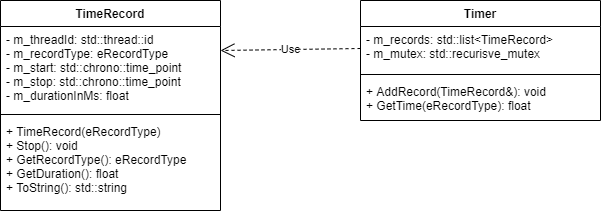 TimeRecord
- m_threadId: std::thread::id
- m_recordType: eRecordType
- m_start: std::chrono::time_point
- m_stop: std::chrono::time_point
- m_durationInMs: float
+ TimeRecord(eRecordType)
+ Stop(): void
+ GetRecordType(): eRecordType
+ GetDuration(): float
+ ToString(): std::string
Use
Timer
- m_records: std::list<TimeRecord>
- m_mutex: std::recurisve_mutex
+ AddRecord(TimeRecord&): void
+ GetTime(eRecordType): float